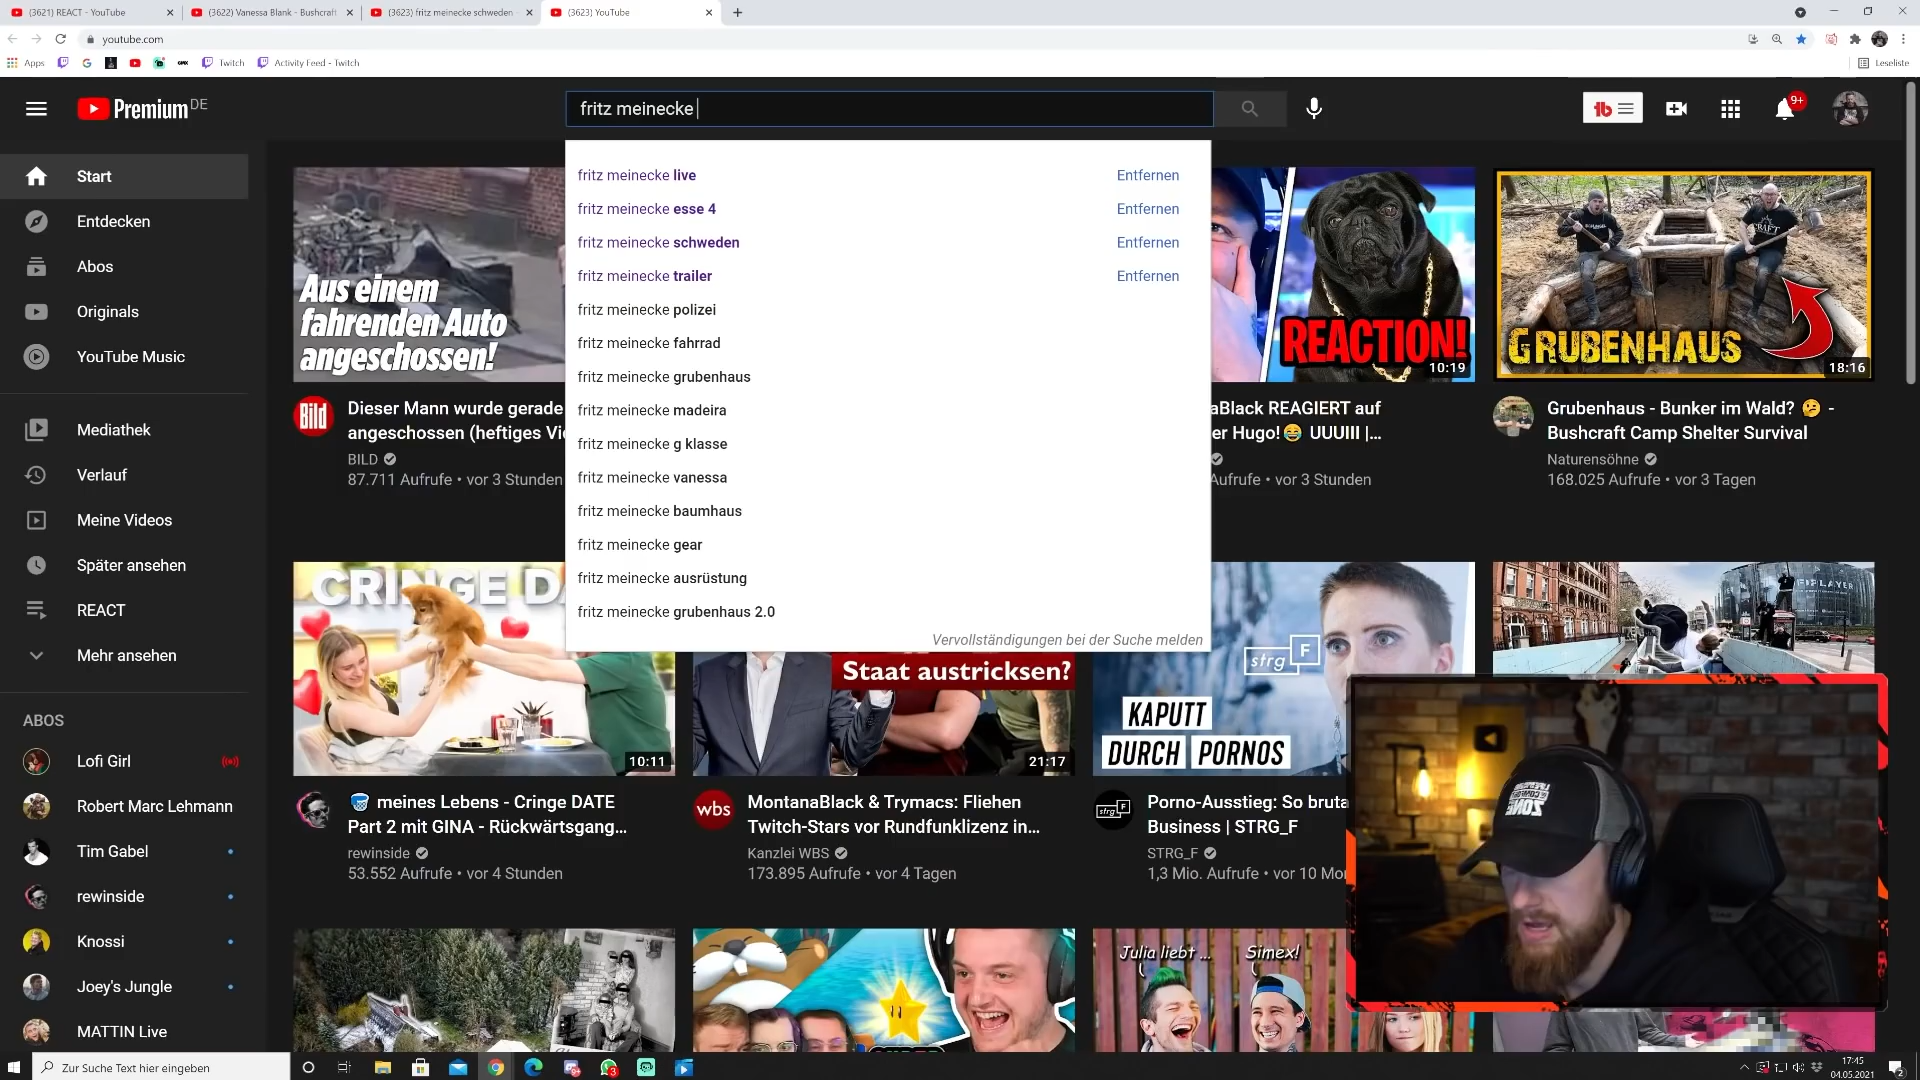 (3621) REACT - YouTube
(3622) Vanessa Blank - Bushcraft
(3623) fritz meinecke schweden -
(3623) YouTube
youtube.com
Apps
Twitch
Activity Feed - Twitch
Leseliste
Premium DE
fritz meinecke
9+
Start
Entdecken
Abos
Originals
YouTube Music
Mediathek
Verlauf
Meine Videos
Später ansehen
REACT
Mehr ansehen
ABOS
Lofi Girl
Robert Marc Lehmann
Tim Gabel
rewinside
Knossi
Joey's Jungle
MATTIN Live
fritz meinecke live Entfernen
fritz meinecke esse 4 Entfernen
fritz meinecke schweden Entfernen
fritz meinecke trailer Entfernen
fritz meinecke polizei
fritz meinecke fahrrad
fritz meinecke grubenhaus
fritz meinecke madeira
fritz meinecke g klasse
fritz meinecke vanessa
fritz meinecke baumhaus
fritz meinecke gear
fritz meinecke ausrüstung
fritz meinecke grubenhaus 2.0
Vervollständigungen bei der Suche melden
Aus einem
fahrenden Auto
angeschossen!
Bild
Dieser Mann wurde gerade
angeschossen (heftiges Vi
BILD
87.711 Aufrufe • vor 3 Stunden
REACTION!
10:19
aBlack REAGIERT auf
er Hugo! 😂 UUUIII |...
Aufrufe • vor 3 Stunden
GRUBENHAUS
18:16
Grubenhaus - Bunker im Wald? 🤔 -
Bushcraft Camp Shelter Survival
Naturensöhne
168.025 Aufrufe • vor 3 Tagen
CRINGE DA
10:11
meines Lebens - Cringe DATE
Part 2 mit GINA - Rückwärtsgang...
rewinside
53.552 Aufrufe • vor 4 Stunden
Staat austricksen?
21:17
wbs
MontanaBlack & Trymacs: Fliehen
Twitch-Stars vor Rundfunklizenz in...
Kanzlei WBS
173.895 Aufrufe • vor 4 Tagen
strg F
KAPUTT
DURCH PORNOS
strg F
Porno-Ausstieg: So bruta
Business | STRG_F
STRG_F
1,3 Mio. Aufrufe • vor 10 Mo
Julia liebt ...
Simex!
Zur Suche Text hier eingeben
3
17:45
04.05.2021
2